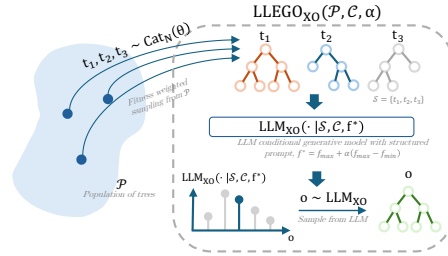 LLEGO_XO(𝒫, 𝒞, α)
t₁, t₂, t₃ ~ Cat_N(θ)
Fitness weighted
sampling from 𝒫
t₁
t₂
t₃
𝒮 = {t₁, t₂, t₃}
LLM_XO(· |𝒮, 𝒞, f*)
LLM conditional generative model with structured
prompt. f* = f_max + α(f_max − f_min)
𝒫
Population of trees
LLM_XO(· |𝒮, 𝒞, f*)
o
o ~ LLM_XO
Sample from LLM
o